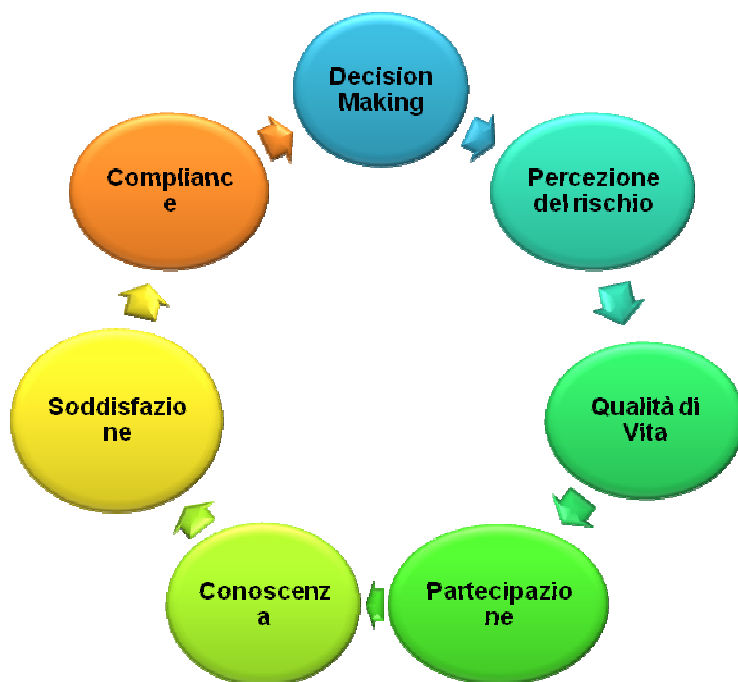 Decision
Making
Percezione
del rischio
Qualità di
Vita
Partecipazio
ne
Conoscenz
a
Soddisfazio
ne
Complianc
e